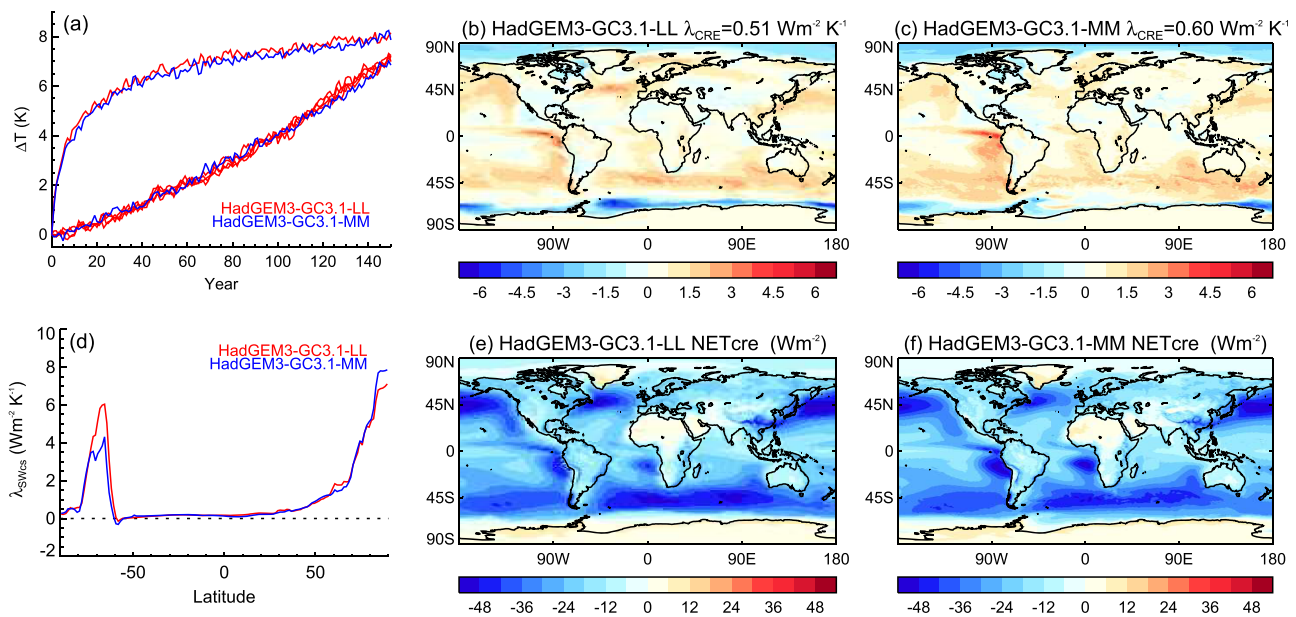 (a)
8
6
4
2
0
ΔT (K)
HadGEM3-GC3.1-LL
HadGEM3-GC3.1-MM
0 20 40 60 80 100 120 140
Year
(b) HadGEM3-GC3.1-LL λCRE=0.51 Wm⁻² K⁻¹
90N
45N
0
45S
90S
90W 0 90E 180
-6 -4.5 -3 -1.5 0 1.5 3 4.5 6
(c) HadGEM3-GC3.1-MM λCRE=0.60 Wm⁻² K⁻¹
90N
45N
0
45S
90S
90W 0 90E 180
-6 -4.5 -3 -1.5 0 1.5 3 4.5 6
(d)
10
8
6
4
2
0
-2
λSWcs (Wm⁻² K⁻¹)
HadGEM3-GC3.1-LL
HadGEM3-GC3.1-MM
-50 0 50
Latitude
(e) HadGEM3-GC3.1-LL NETcre (Wm⁻²)
90N
45N
0
45S
90S
90W 0 90E 180
-48 -36 -24 -12 0 12 24 36 48
(f) HadGEM3-GC3.1-MM NETcre (Wm⁻²)
90N
45N
0
45S
90S
90W 0 90E 180
-48 -36 -24 -12 0 12 24 36 48